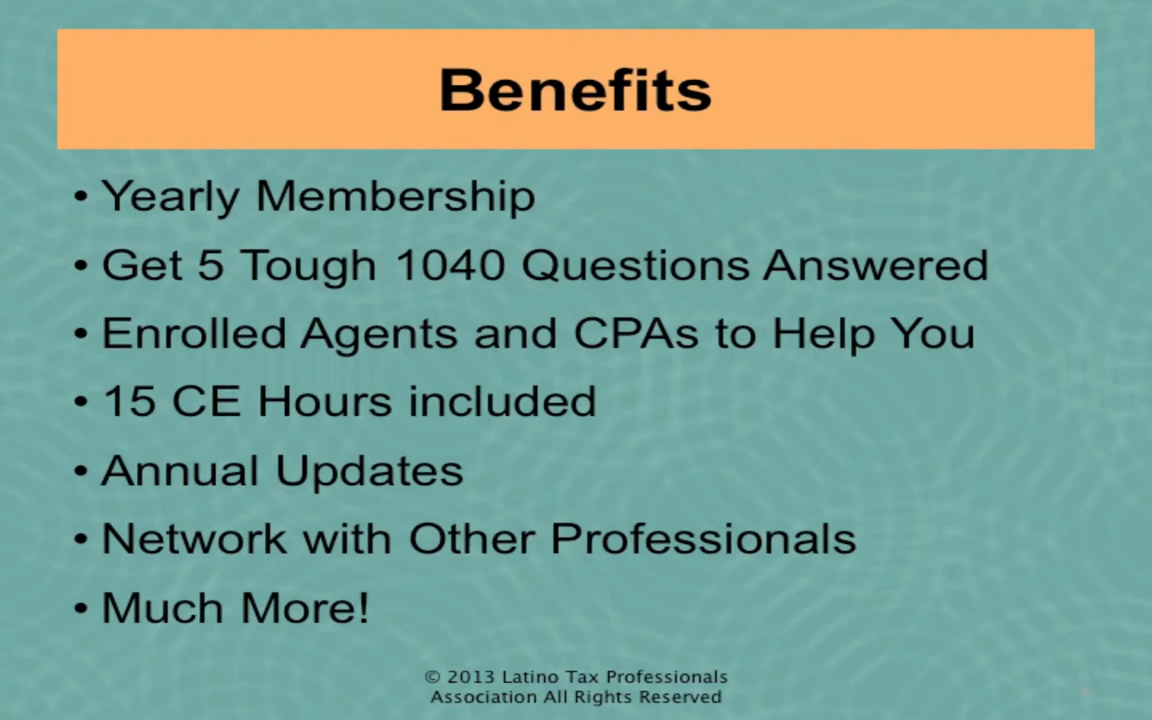 Benefits
• Yearly Membership
• Get 5 Tough 1040 Questions Answered
• Enrolled Agents and CPAs to Help You
• 15 CE Hours included
• Annual Updates
• Network with Other Professionals
• Much More!
© 2013 Latino Tax Professionals
Association All Rights Reserved